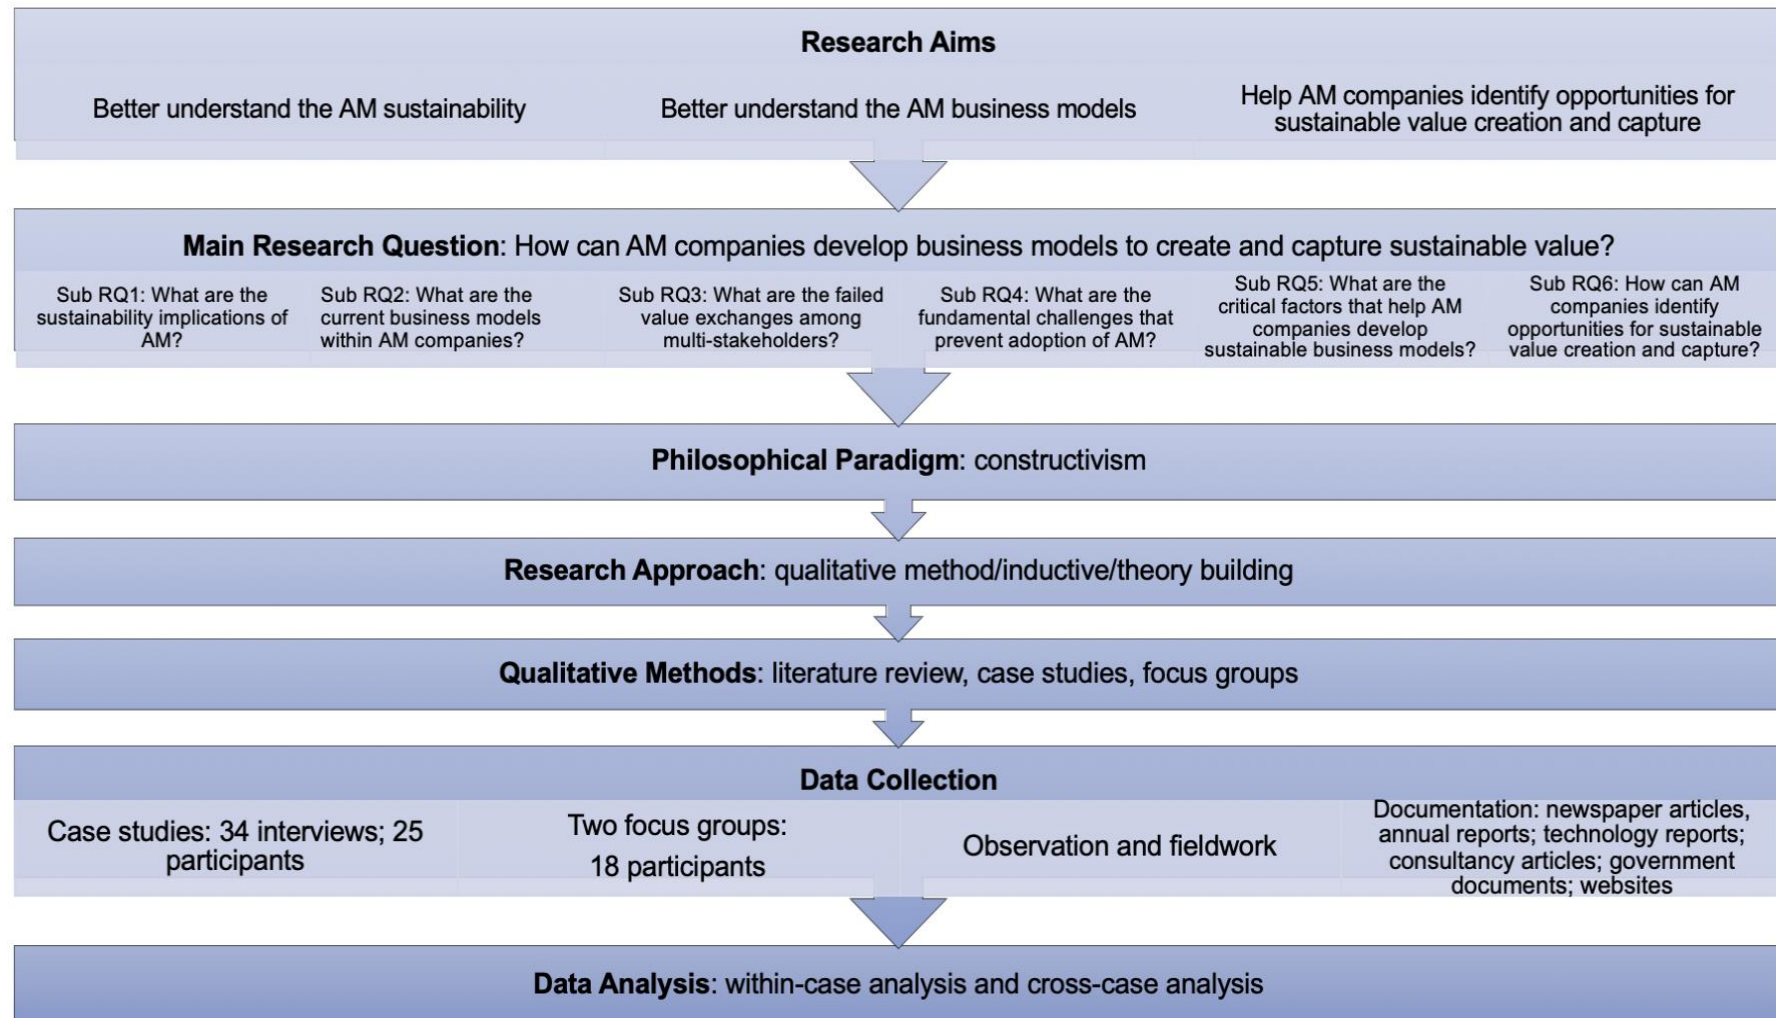 Research Aims
Better understand the AM sustainability
Better understand the AM business models
Help AM companies identify opportunities for
sustainable value creation and capture
Main Research Question: How can AM companies develop business models to create and capture sustainable value?
Sub RQ1: What are the
sustainability implications of
AM?
Sub RQ2: What are the
current business models
within AM companies?
Sub RQ3: What are the failed
value exchanges among
multi-stakeholders?
Sub RQ4: What are the
fundamental challenges that
prevent adoption of AM?
Sub RQ5: What are the
critical factors that help AM
companies develop
sustainable business models?
Sub RQ6: How can AM
companies identify
opportunities for sustainable
value creation and capture?
Philosophical Paradigm: constructivism
Research Approach: qualitative method/inductive/theory building
Qualitative Methods: literature review, case studies, focus groups
Data Collection
Case studies: 34 interviews; 25
participants
Two focus groups:
18 participants
Observation and fieldwork
Documentation: newspaper articles,
annual reports; technology reports;
consultancy articles; government
documents; websites
Data Analysis: within-case analysis and cross-case analysis